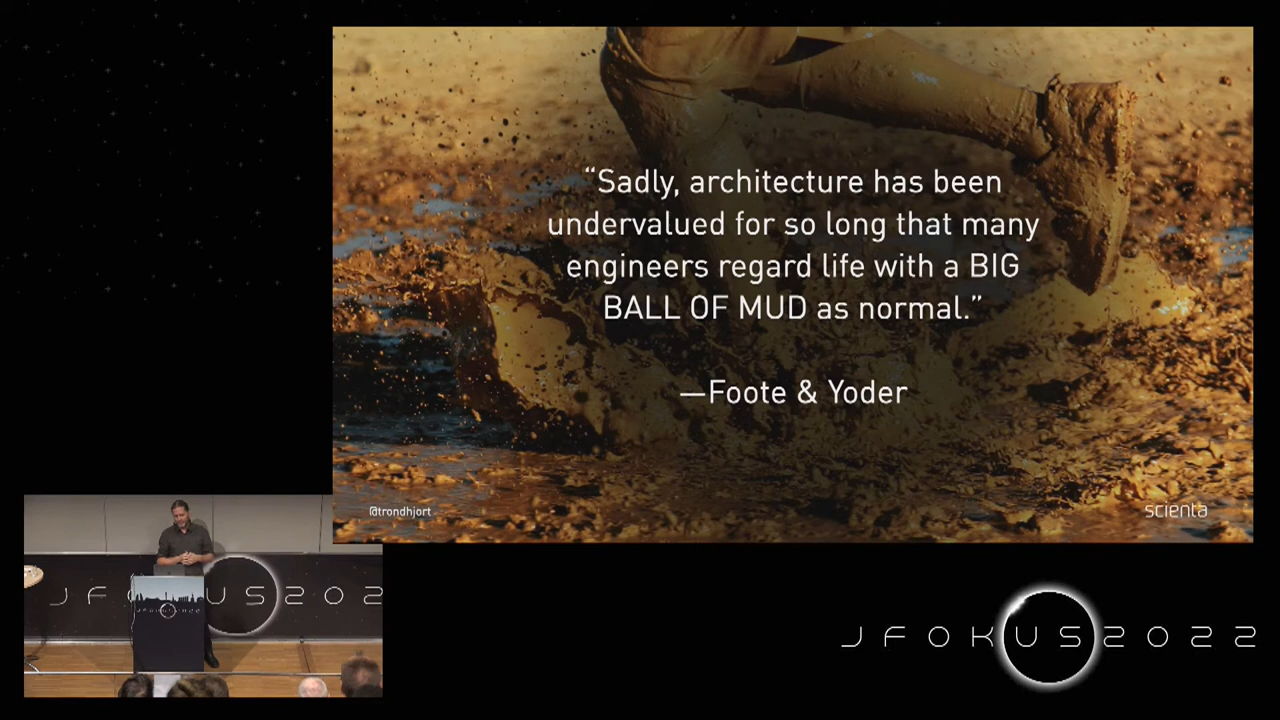 “Sadly, architecture has been
undervalued for so long that many
engineers regard life with a BIG
BALL OF MUD as normal.”
—Foote & Yoder
@trondhjort
scienta
JFOKUS2022
JFOKUS202
JFOKUS2022